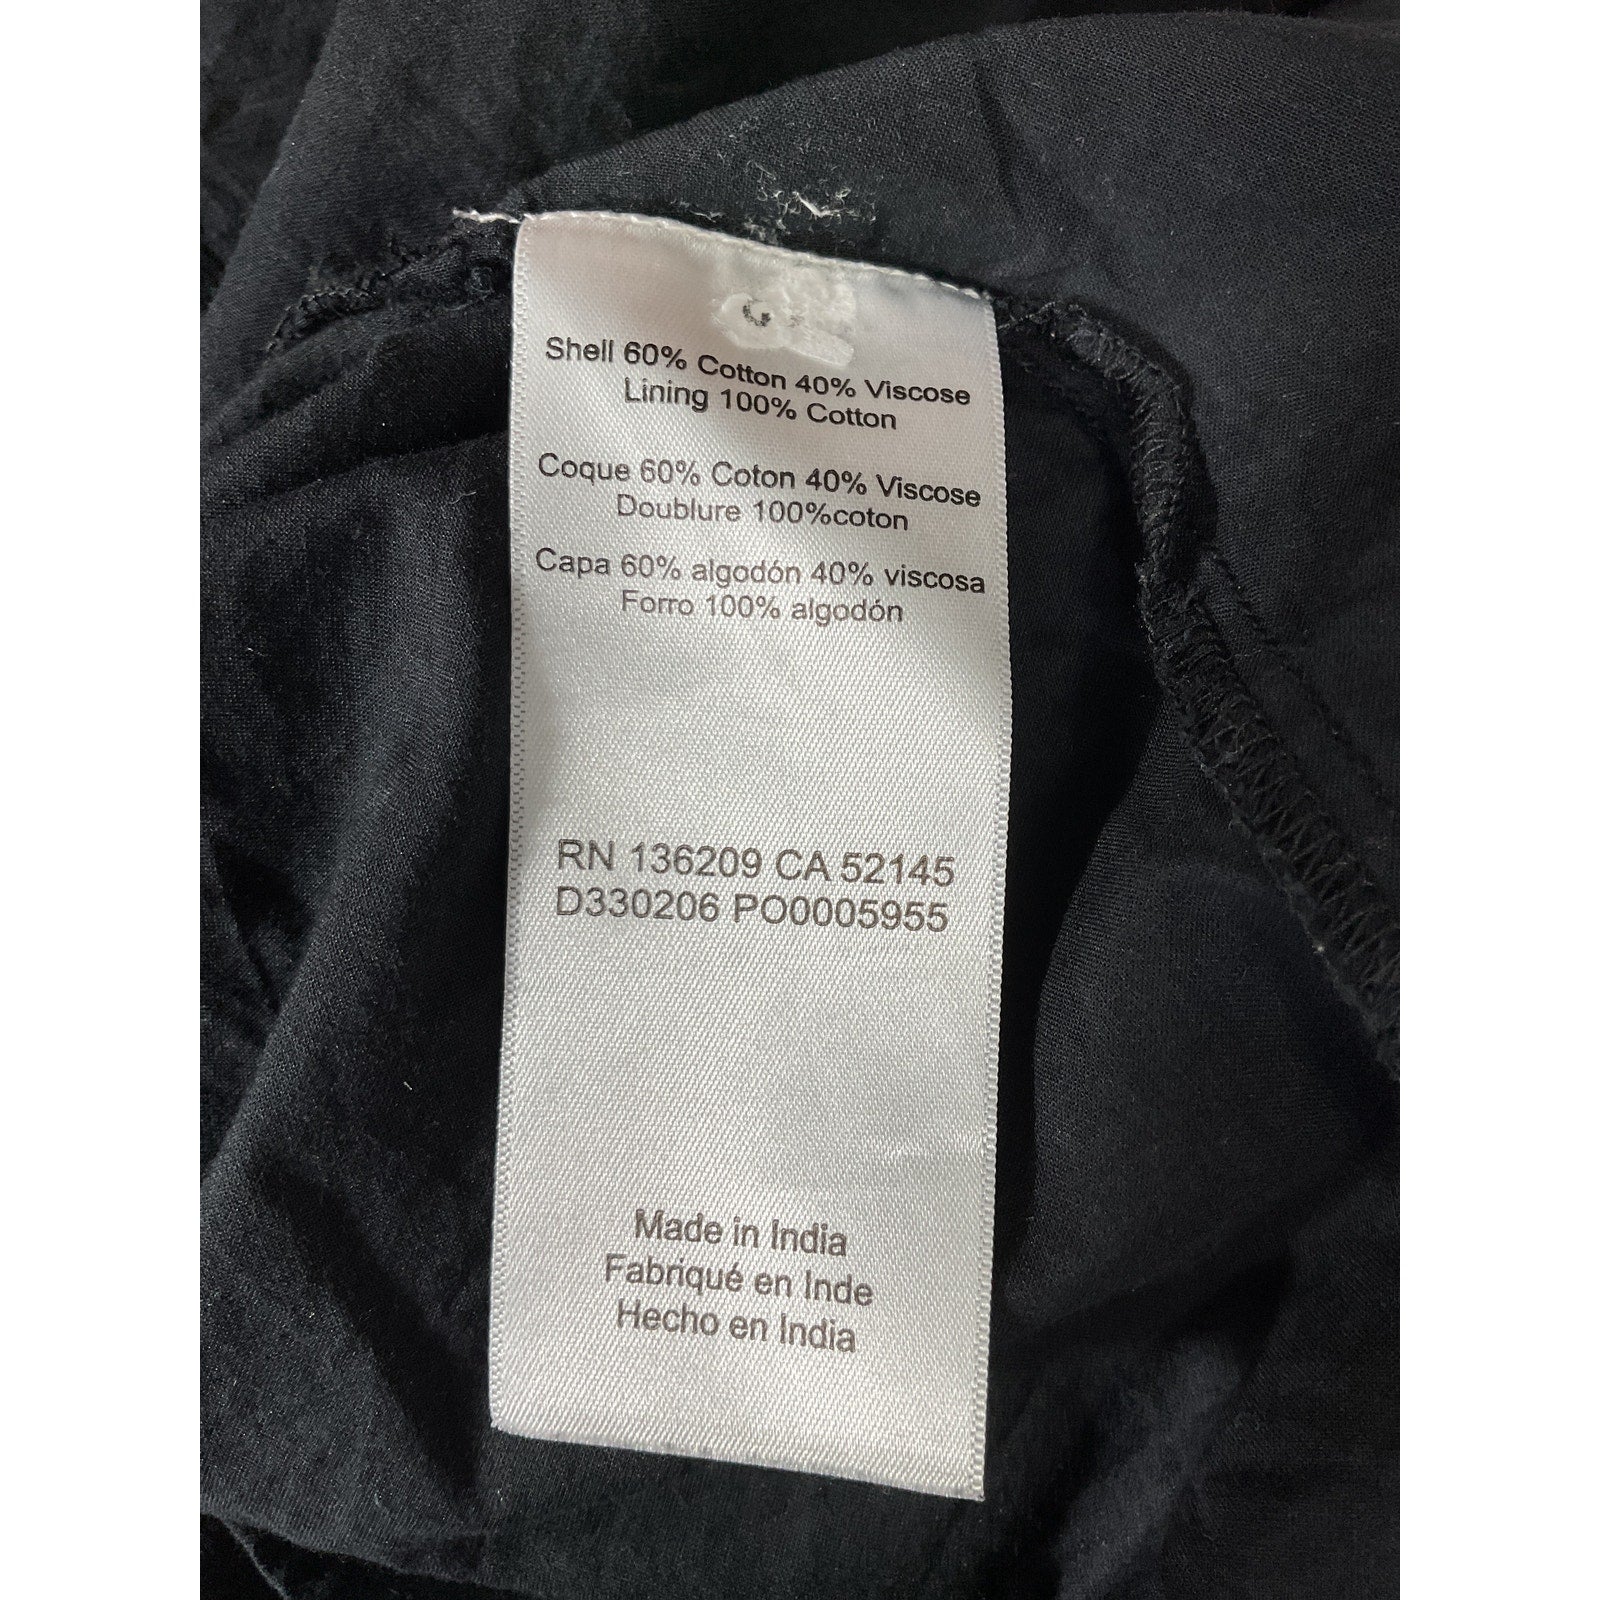 Shell 60% Cotton 40% Viscose
Lining 100% Cotton
Coque 60% Coton 40% Viscose
Doublure 100%coton
Capa 60% algodón 40% viscosa
Forro 100% algodón
RN 136209 CA 52145
D330206 PO0005955
Made in India
Fabriqué en Inde
Hecho en India